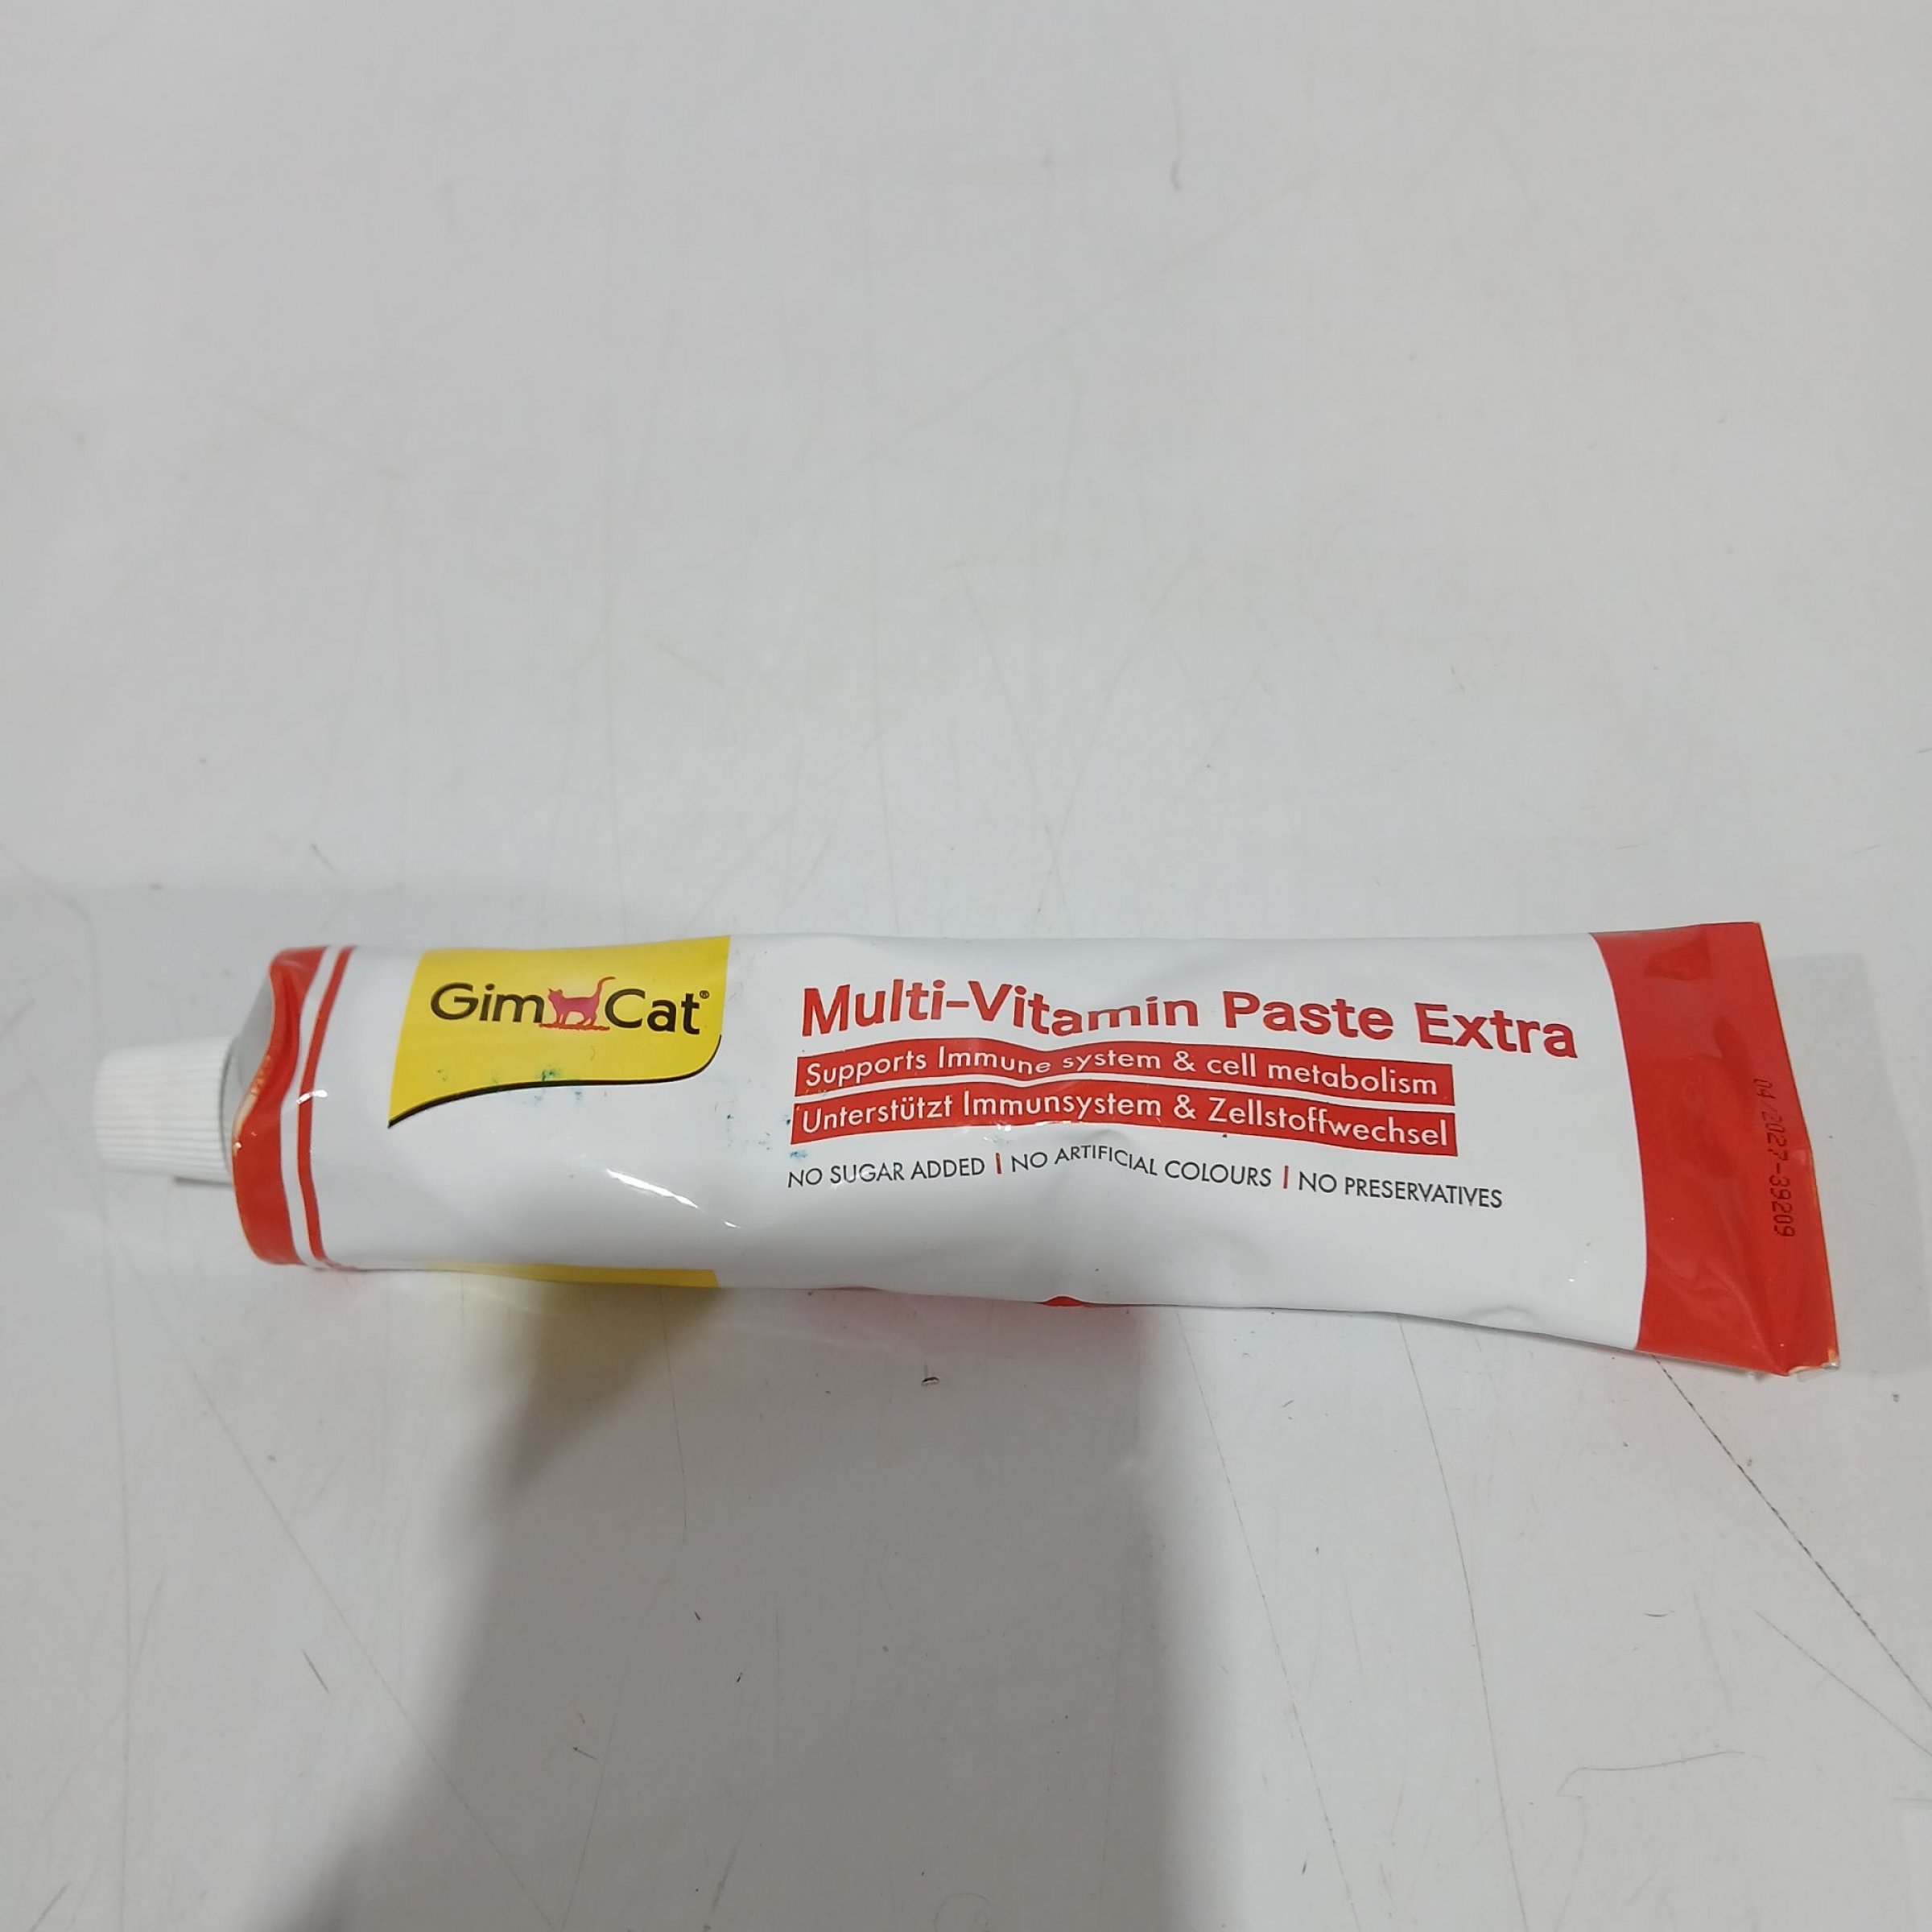 GimCat®
Multi-Vitamin Paste Extra
Supports Immune system & cell metabolism
Unterstützt Immunsystem & Zellstoffwechsel
NO SUGAR ADDED | NO ARTIFICIAL COLOURS | NO PRESERVATIVES
04/2027-39209